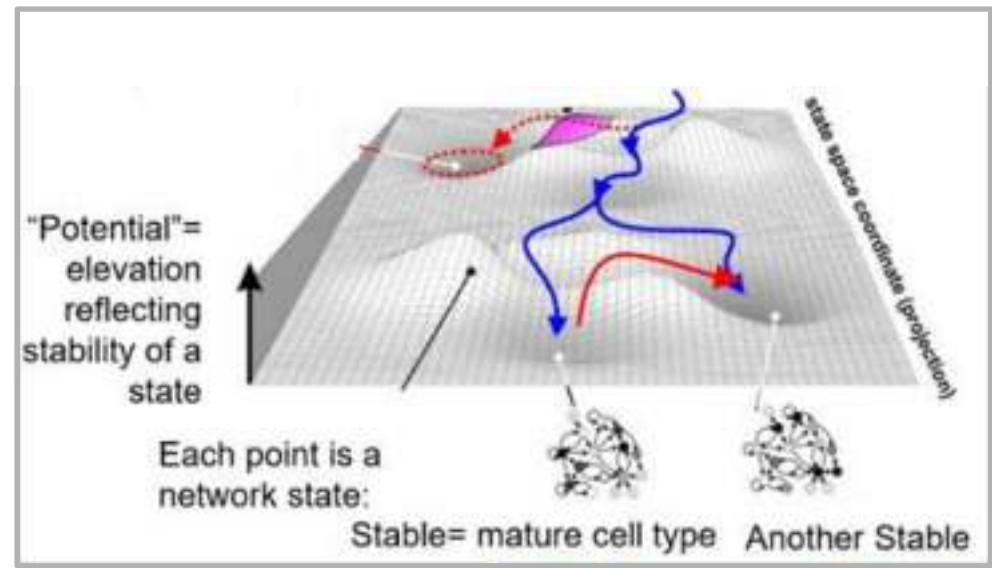 state space coordinate (projection)
“Potential”=
elevation
reflecting
stability of a
state
Each point is a
network state:
Stable= mature cell type
Another Stable